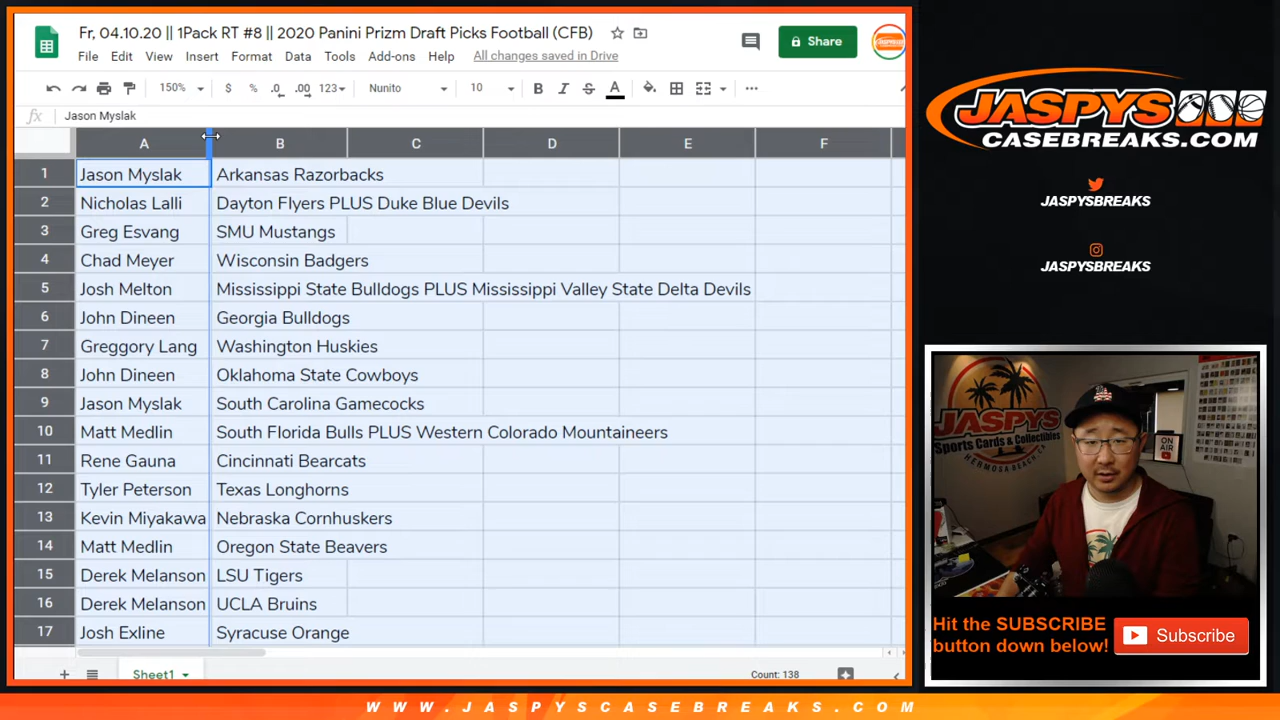 Fr, 04.10.20 || 1Pack RT #8 || 2020 Panini Prizm Draft Picks Football (CFB)
File Edit View Insert Format Data Tools Add-ons Help All changes saved in Drive
Share
150% $ % .0 .00 123 Nunito 10 B I S A
fx Jason Myslak
A B C D E F
1 Jason Myslak Arkansas Razorbacks
2 Nicholas Lalli Dayton Flyers PLUS Duke Blue Devils
3 Greg Esvang SMU Mustangs
4 Chad Meyer Wisconsin Badgers
5 Josh Melton Mississippi State Bulldogs PLUS Mississippi Valley State Delta Devils
6 John Dineen Georgia Bulldogs
7 Greggory Lang Washington Huskies
8 John Dineen Oklahoma State Cowboys
9 Jason Myslak South Carolina Gamecocks
10 Matt Medlin South Florida Bulls PLUS Western Colorado Mountaineers
11 Rene Gauna Cincinnati Bearcats
12 Tyler Peterson Texas Longhorns
13 Kevin Miyakawa Nebraska Cornhuskers
14 Matt Medlin Oregon State Beavers
15 Derek Melanson LSU Tigers
16 Derek Melanson UCLA Bruins
17 Josh Exline Syracuse Orange
Sheet1
Count: 138
JASPYS
CASEBREAKS.COM
JASPYSBREAKS
JASPYSBREAKS
JASPYS
Sports Cards & Collectibles
HERMOSA BEACH, CA
ON AIR
Hit the SUBSCRIBE
button down below!
Subscribe
WWW.JASPYSCASEBREAKS.COM